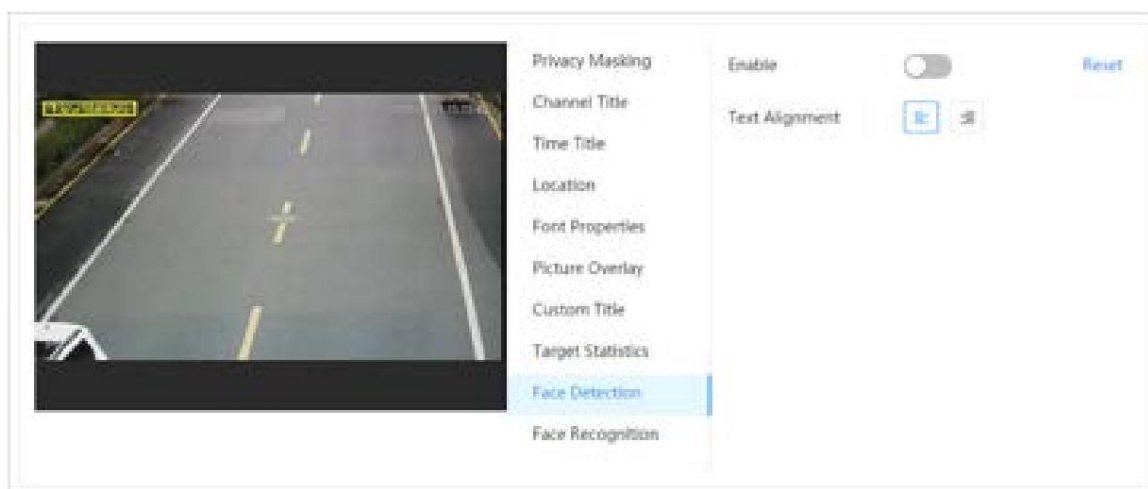 Privacy Masking
Channel Title
Time Title
Location
Font Properties
Picture Overlay
Custom Title
Target Statistics
Face Detection
Face Recognition
Enable
Reset
Text Alignment